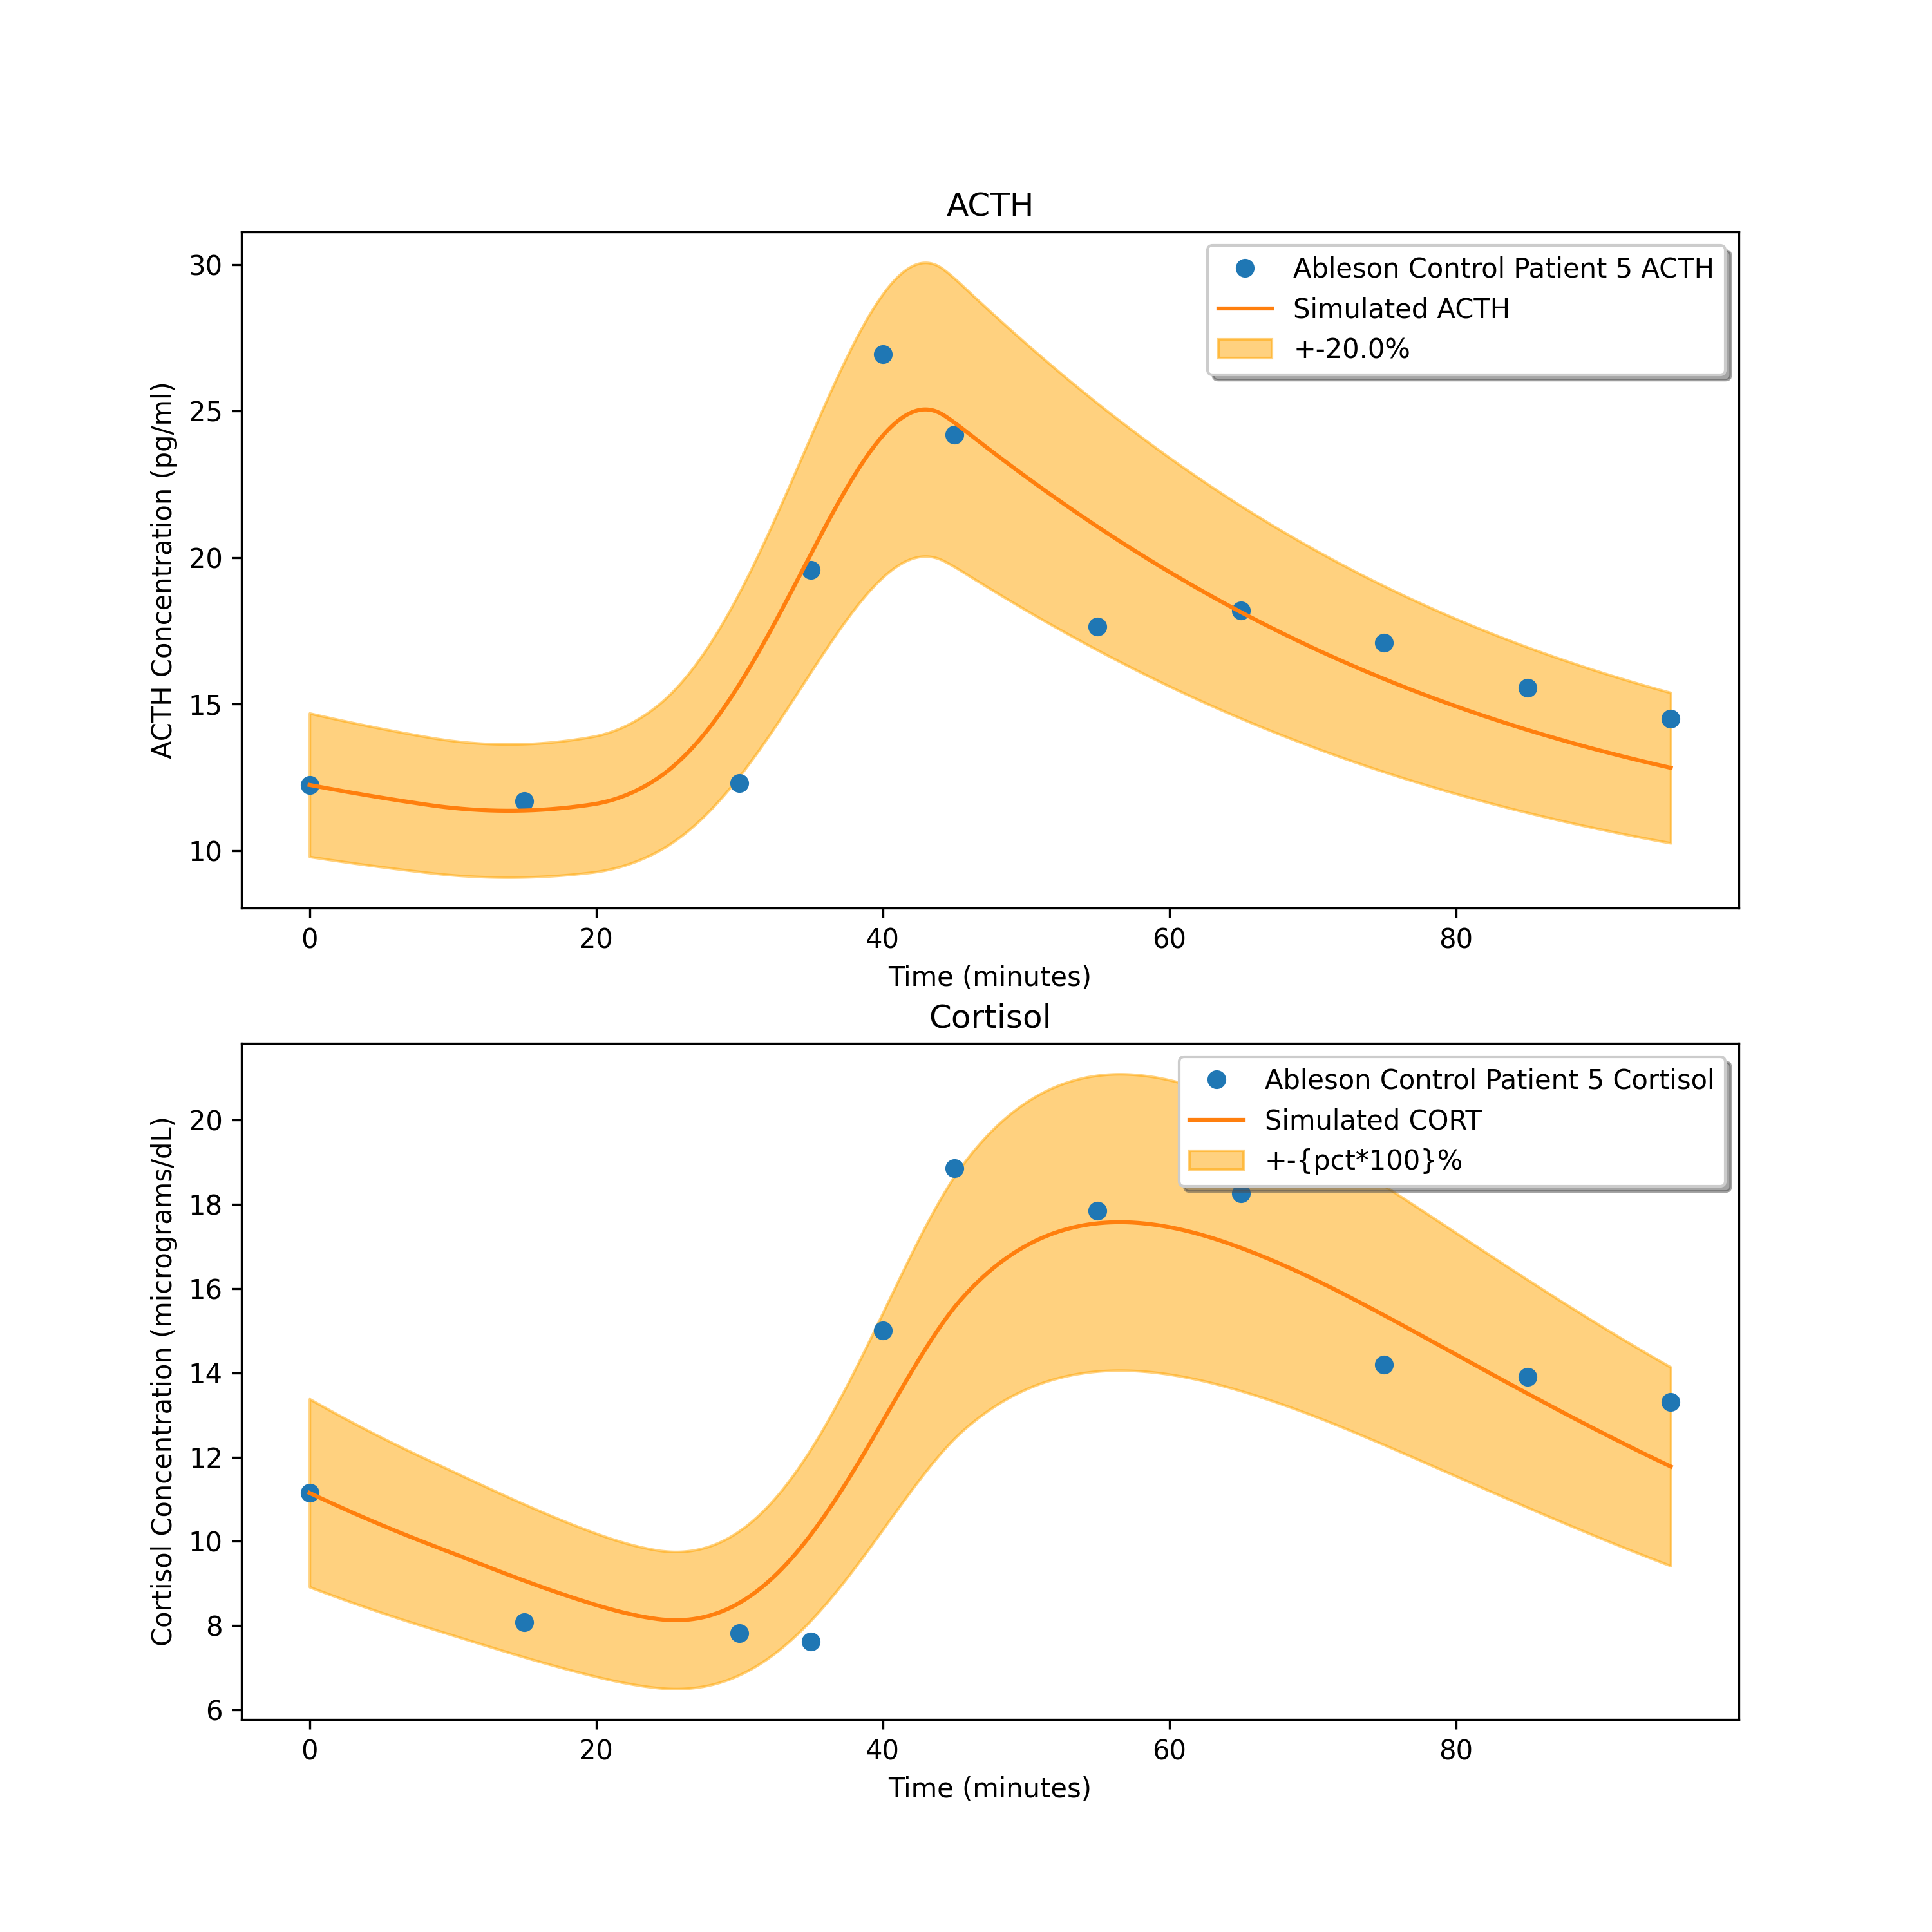 ACTH
Ableson Control Patient 5 ACTH
Simulated ACTH
+-20.0%
ACTH Concentration (pg/ml)
30
25
20
15
10
0 20 40 60 80
Time (minutes)
Cortisol
Ableson Control Patient 5 Cortisol
Simulated CORT
+-{pct*100}%
Cortisol Concentration (micrograms/dL)
20
18
16
14
12
10
8
6
0 20 40 60 80
Time (minutes)